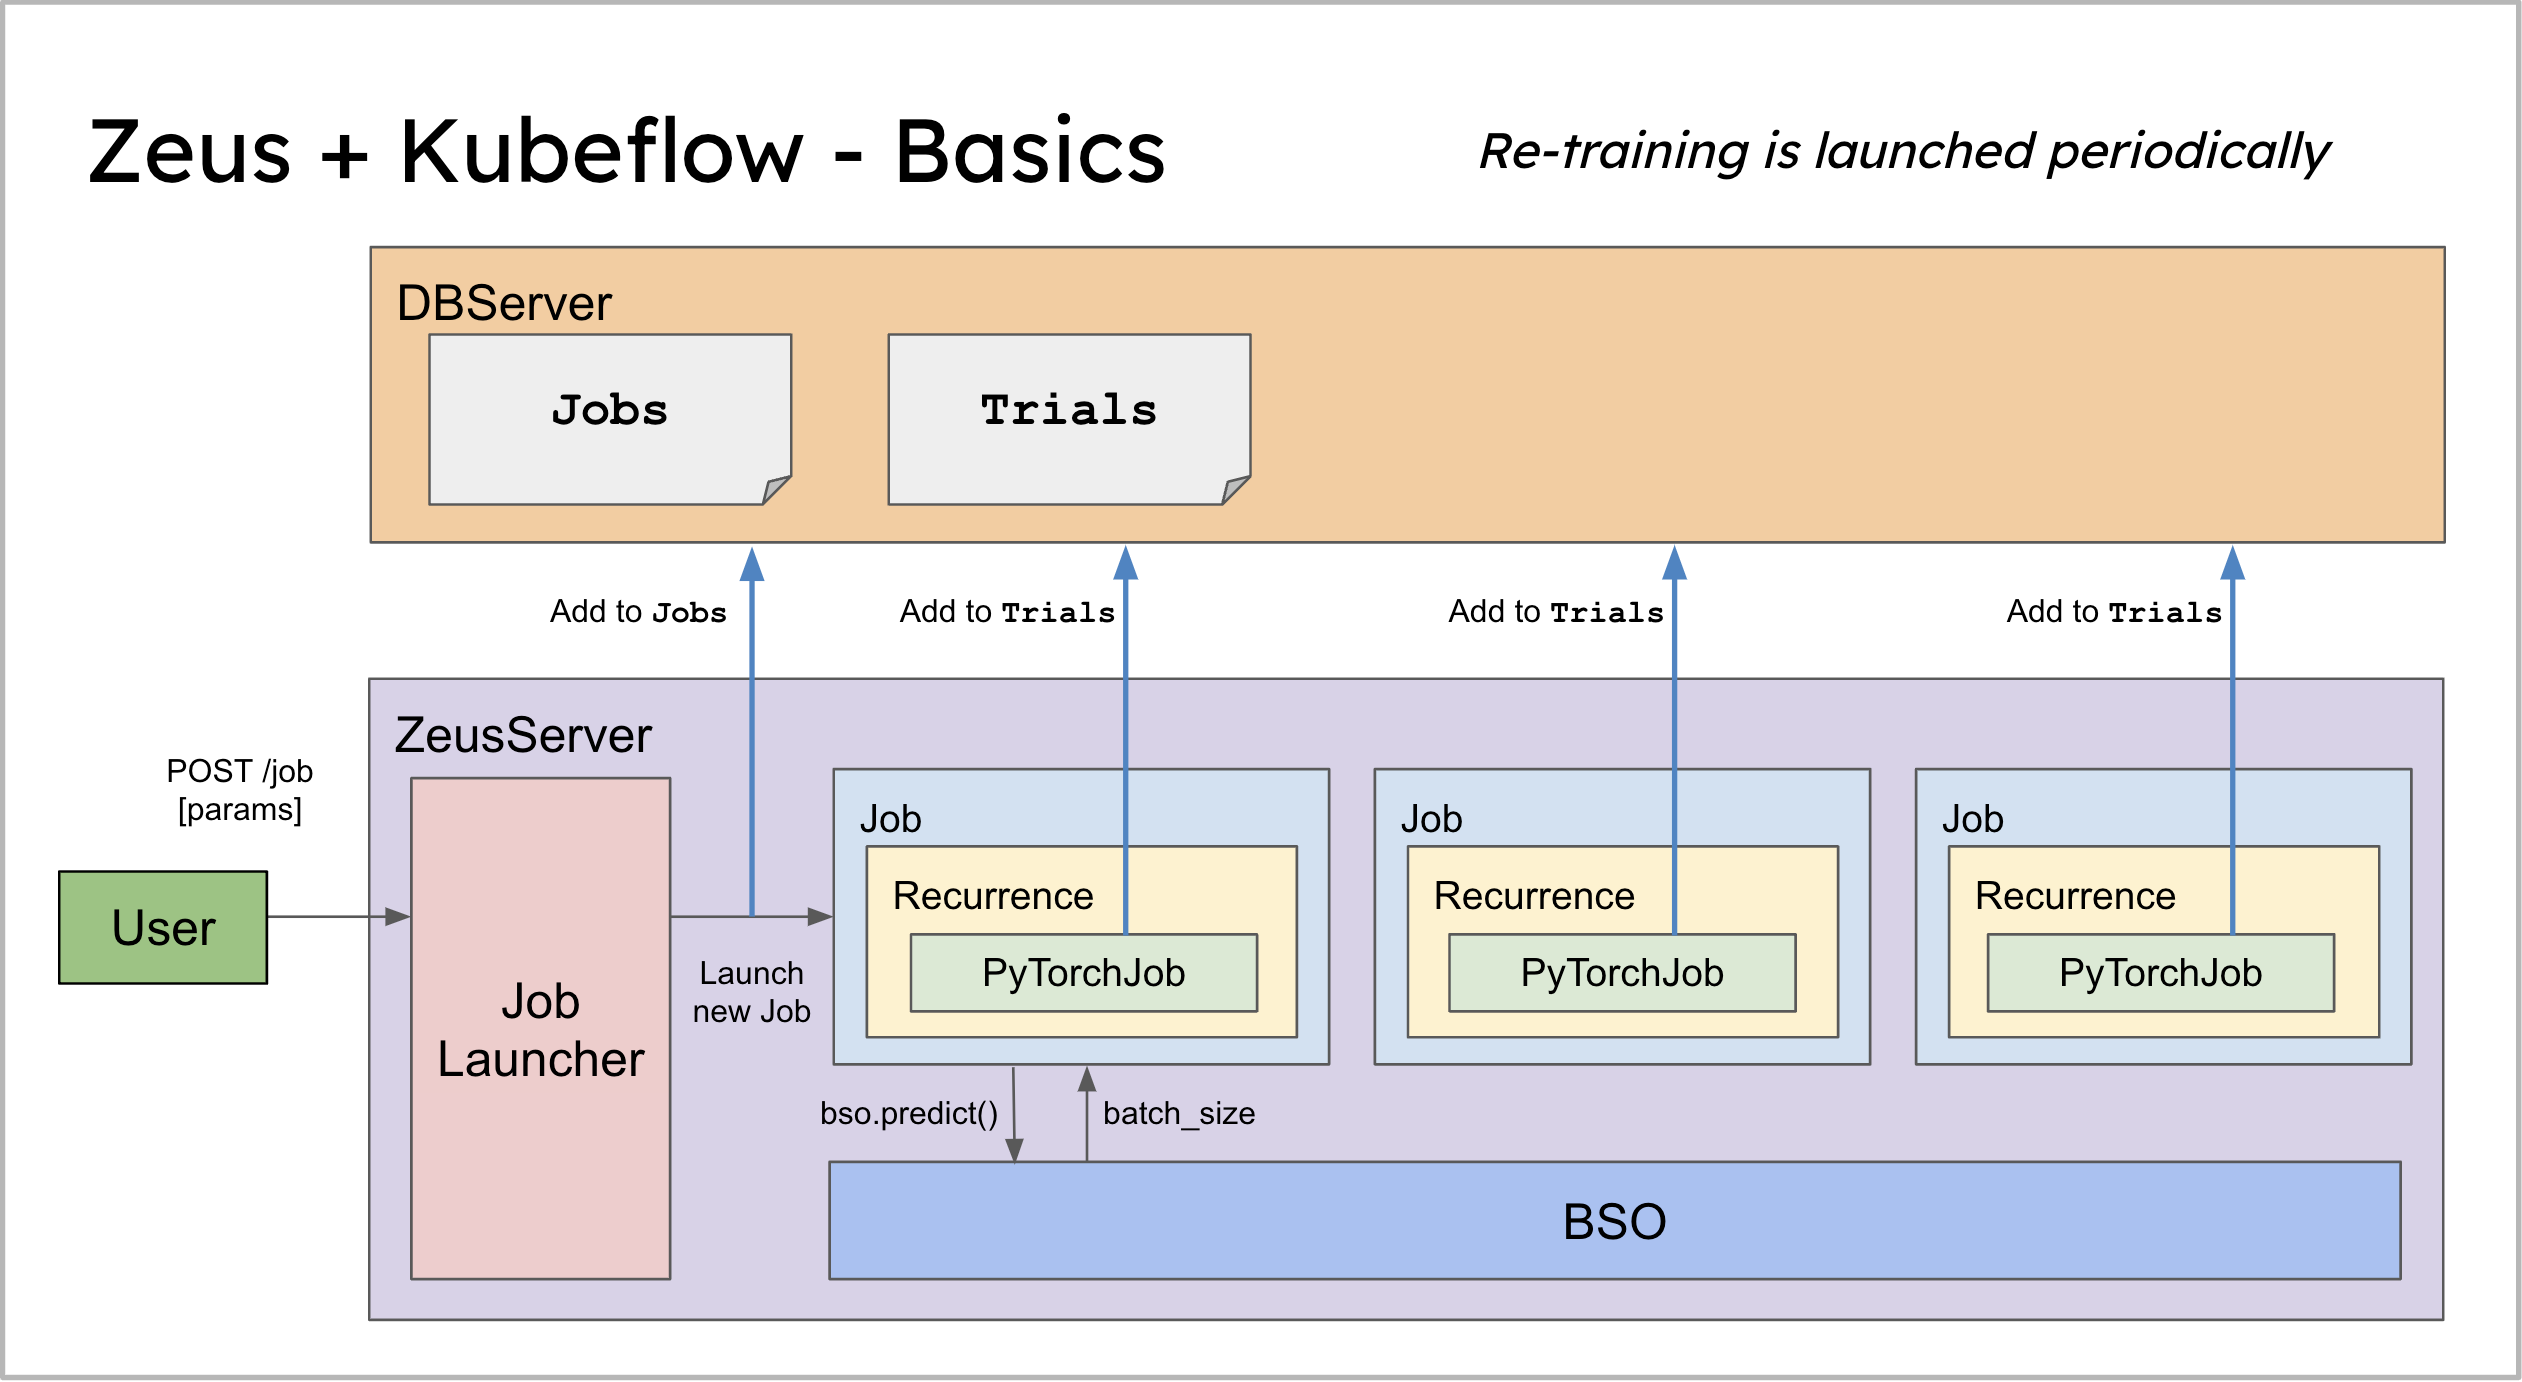 Zeus + Kubeflow - Basics
Re-training is launched periodically
DBServer
Jobs
Trials
Add to Jobs
Add to Trials
Add to Trials
Add to Trials
ZeusServer
POST /job
[params]
User
Job
Launcher
Launch
new Job
Job
Recurrence
PyTorchJob
Job
Recurrence
PyTorchJob
Job
Recurrence
PyTorchJob
bso.predict()
batch_size
BSO